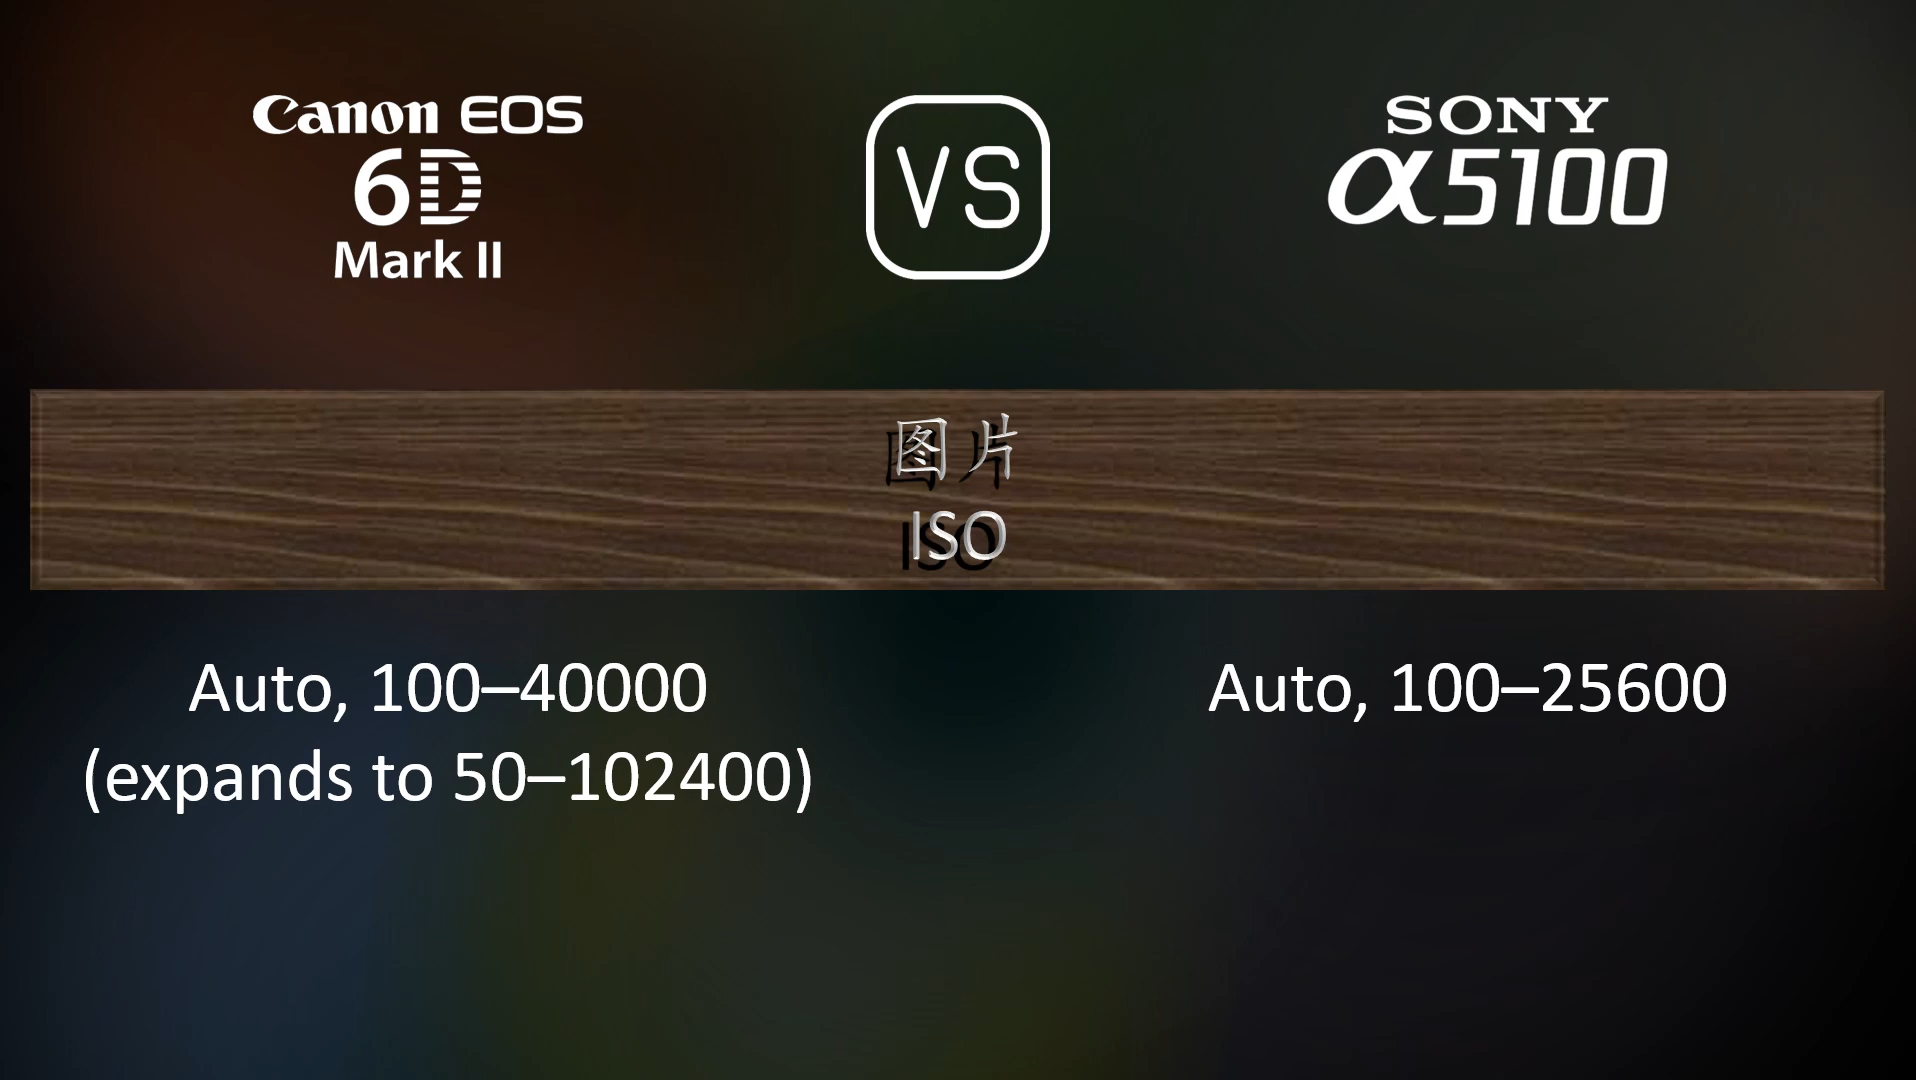 Canon EOS
6D
Mark II
VS
SONY
α5100
图片
ISO
Auto, 100–40000
(expands to 50–102400)
Auto, 100–25600